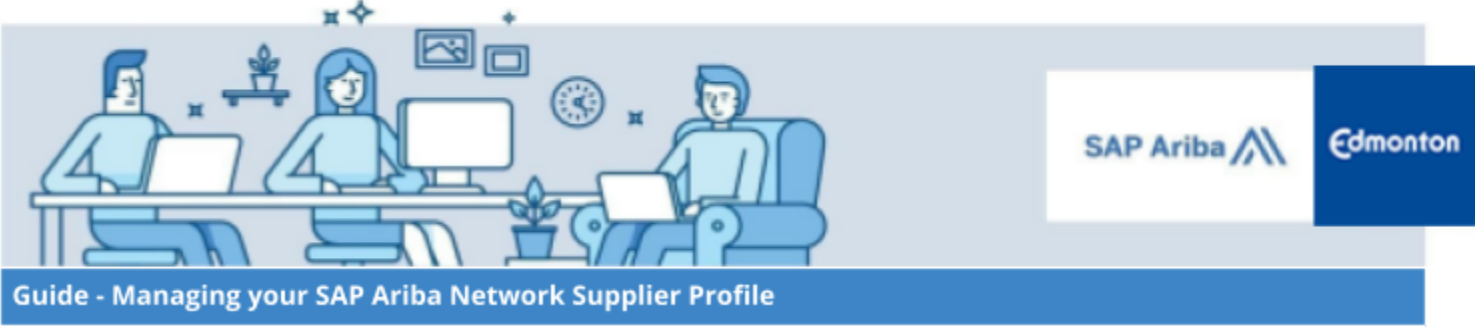 SAP Ariba
Edmonton
Guide - Managing your SAP Ariba Network Supplier Profile